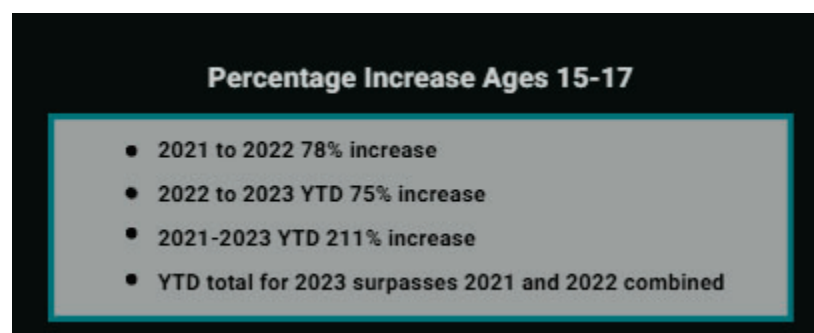 Percentage Increase Ages 15-17
• 2021 to 2022 78% increase
• 2022 to 2023 YTD 75% increase
• 2021-2023 YTD 211% increase
• YTD total for 2023 surpasses 2021 and 2022 combined